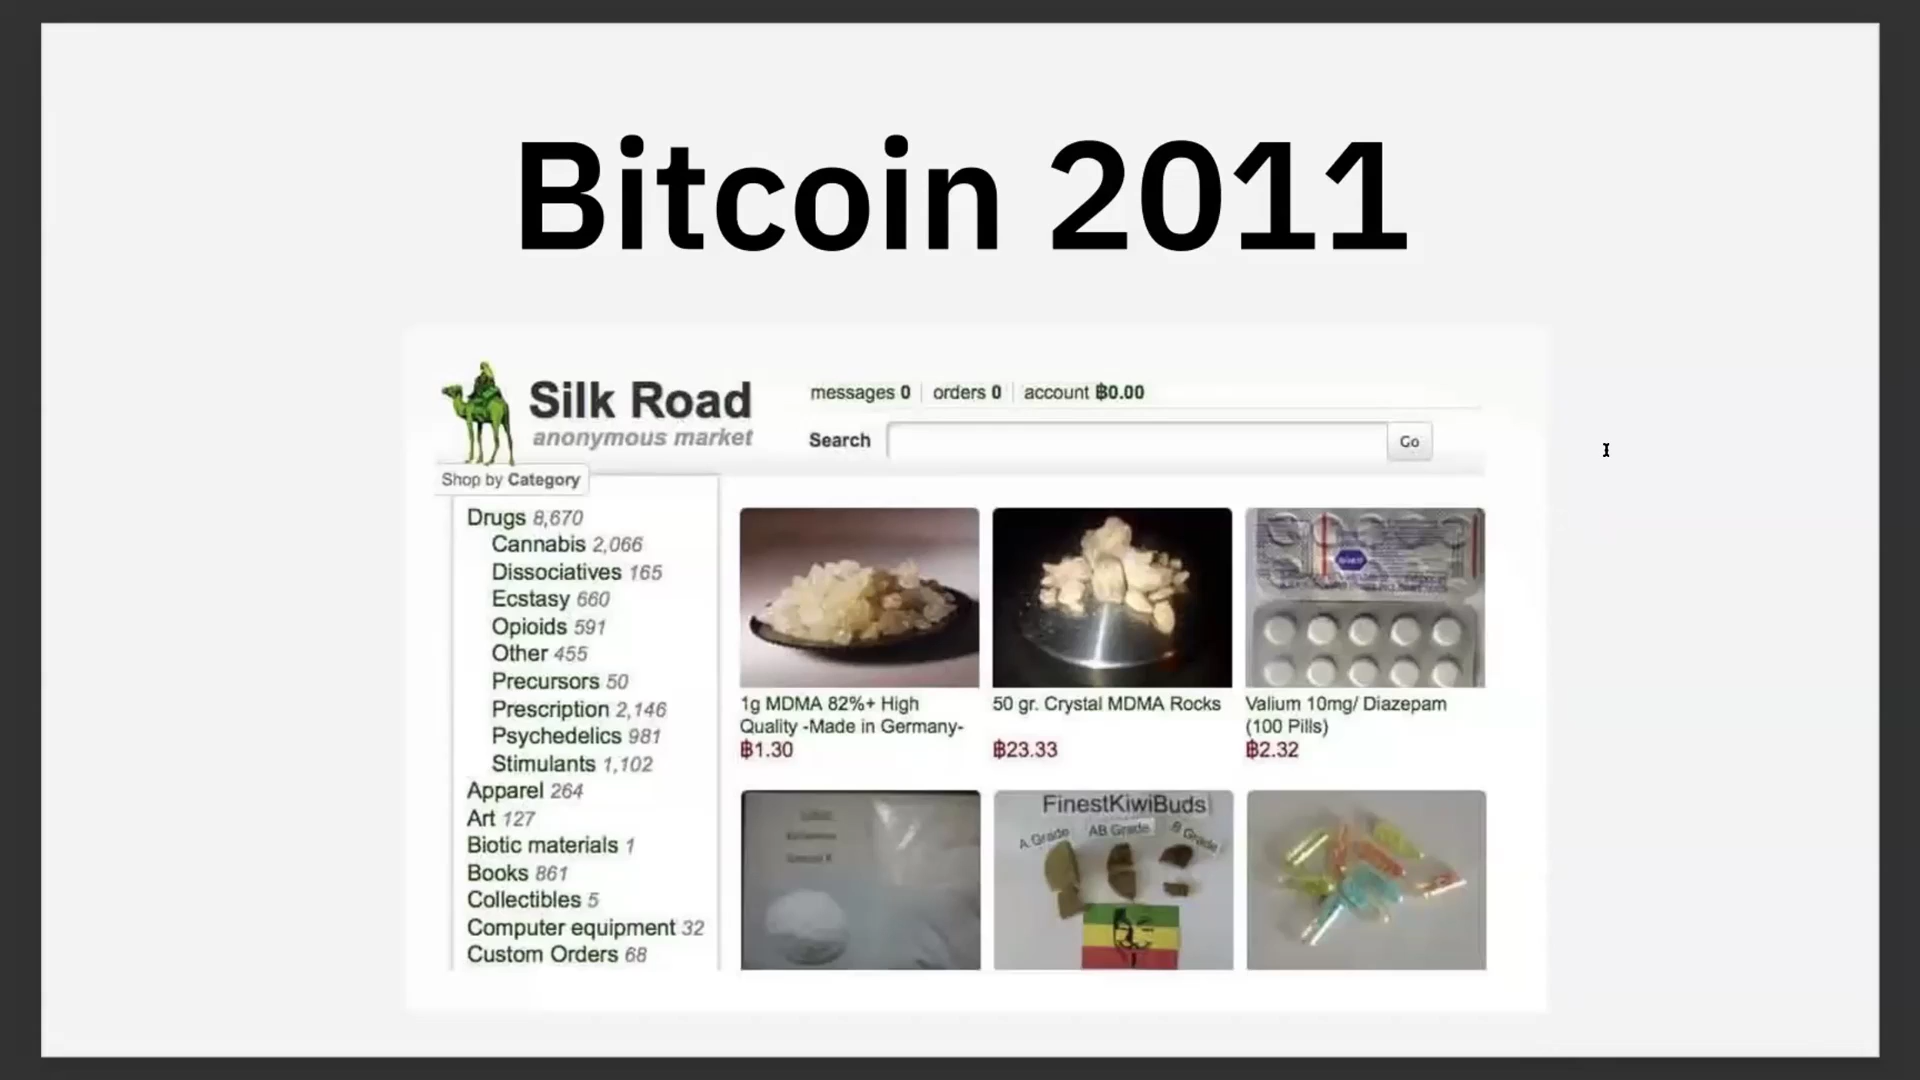 Bitcoin 2011
Silk Road
anonymous market
messages 0 orders 0 account ฿0.00
Search Go
Shop by Category
Drugs 8,670
Cannabis 2,066
Dissociatives 165
Ecstasy 660
Opioids 591
Other 455
Precursors 50
Prescription 2,146
Psychedelics 981
Stimulants 1,102
Apparel 264
Art 127
Biotic materials 1
Books 861
Collectibles 5
Computer equipment 32
Custom Orders 68
1g MDMA 82%+ High
Quality -Made in Germany-
฿1.30
50 gr. Crystal MDMA Rocks
฿23.33
Valium 10mg/ Diazepam
(100 Pills)
฿2.32
FinestKiwiBuds
A Grade AB Grade B Grade